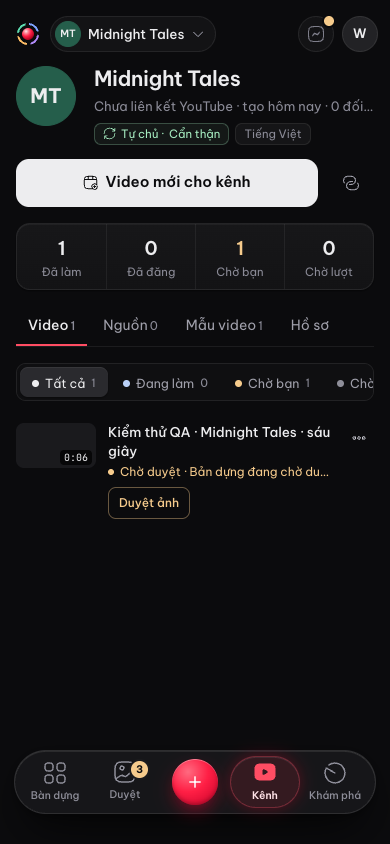 MT Midnight Tales W
MT
Midnight Tales
Chưa liên kết YouTube · tạo hôm nay · 0 đối...
Tự chủ · Cẩn thận Tiếng Việt
Video mới cho kênh
1 0 1 0
Đã làm Đã đăng Chờ bạn Chờ lượt
Video 1 Nguồn 0 Mẫu video 1 Hồ sơ
Tất cả 1 Đang làm 0 Chờ bạn 1 Chờ
Kiểm thử QA · Midnight Tales · sáu
giây
0:06
Chờ duyệt · Bản dựng đang chờ du...
Duyệt ảnh
3
Bàn dựng Duyệt Kênh Khám phá